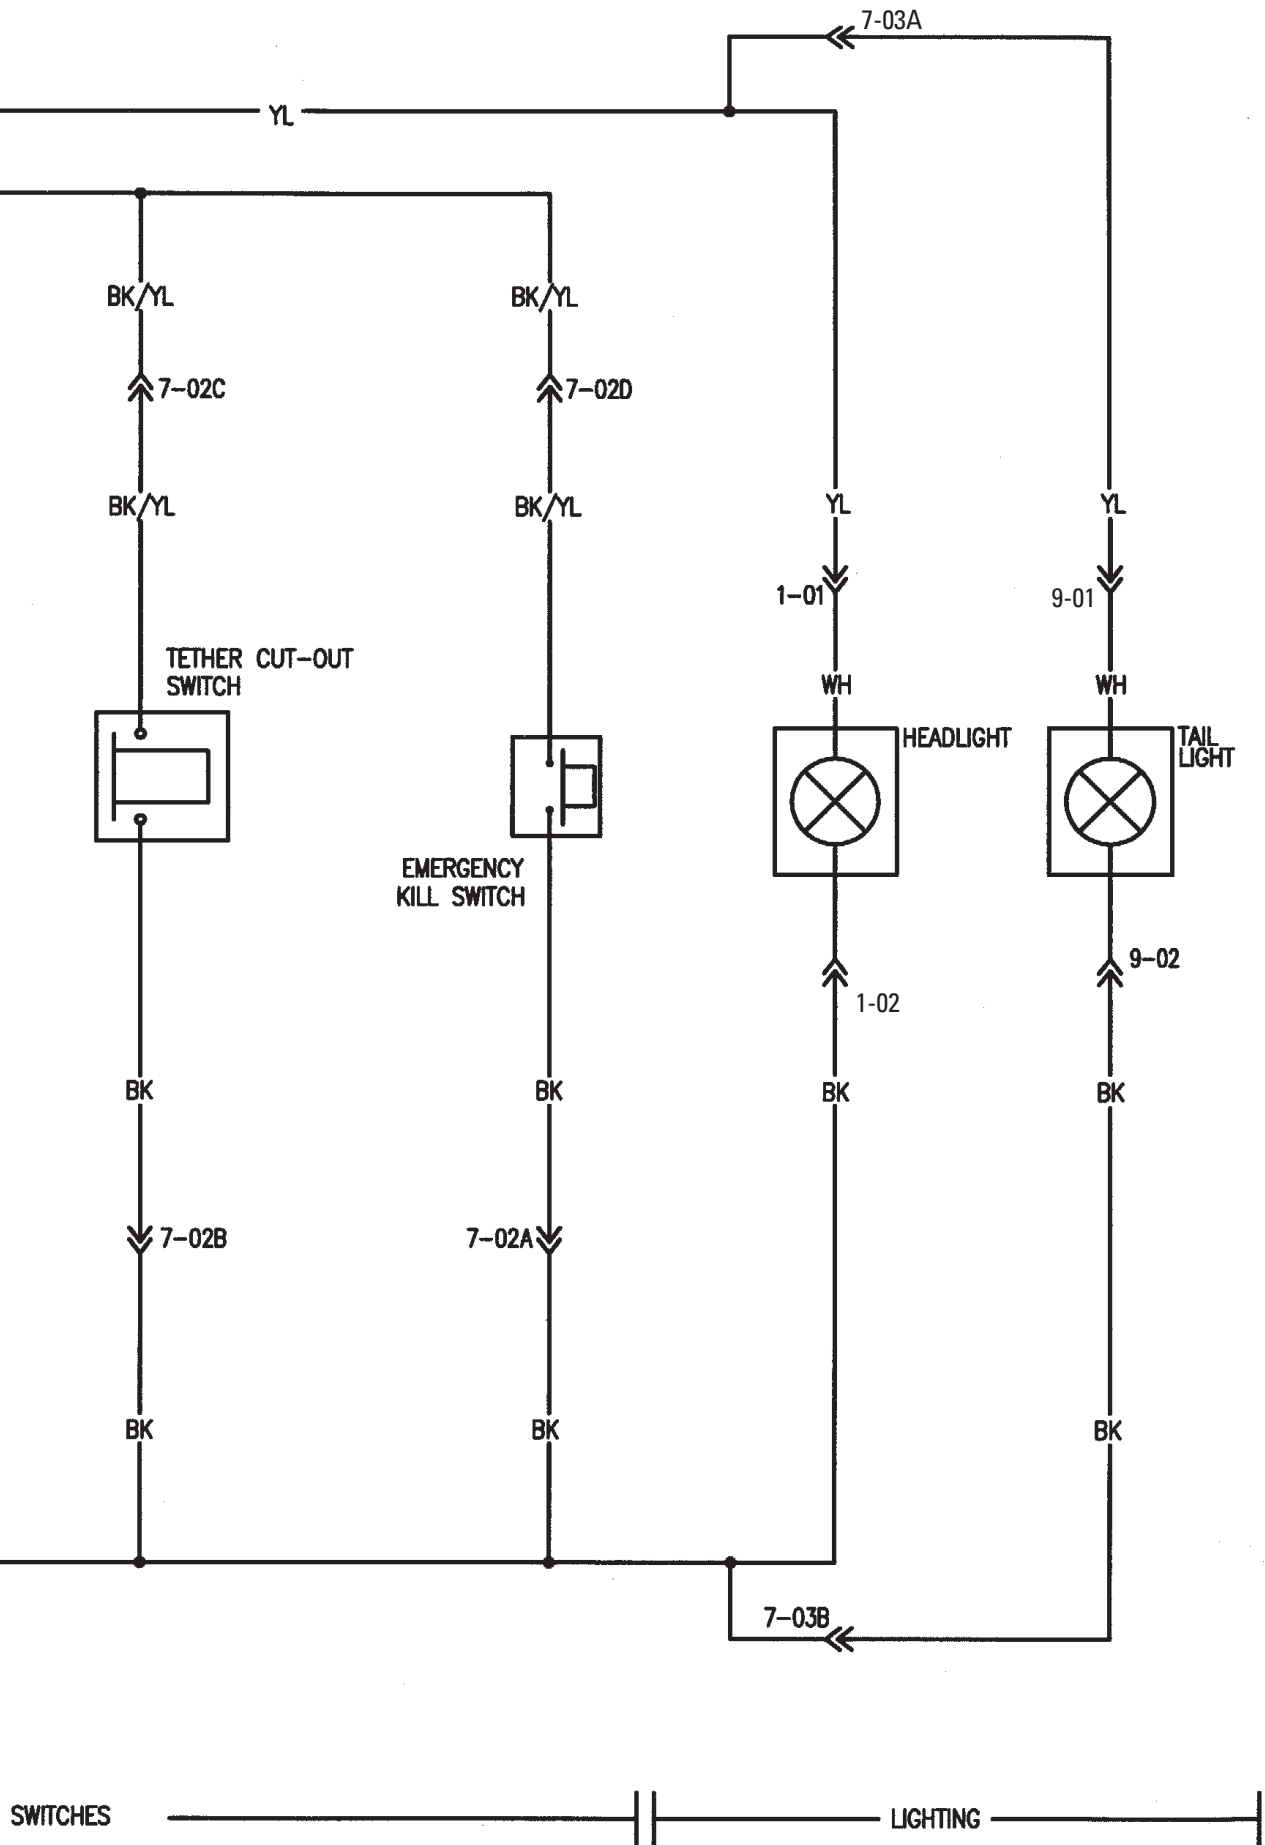 7-03A
YL
BK/YL
BK/YL
7-02C
7-02D
BK/YL
BK/YL
YL
YL
1-01
9-01
TETHER CUT-OUT
SWITCH
WH
WH
HEADLIGHT
TAIL
LIGHT
EMERGENCY
KILL SWITCH
9-02
1-02
BK
BK
BK
BK
7-02B
7-02A
BK
BK
BK
7-03B
SWITCHES
LIGHTING